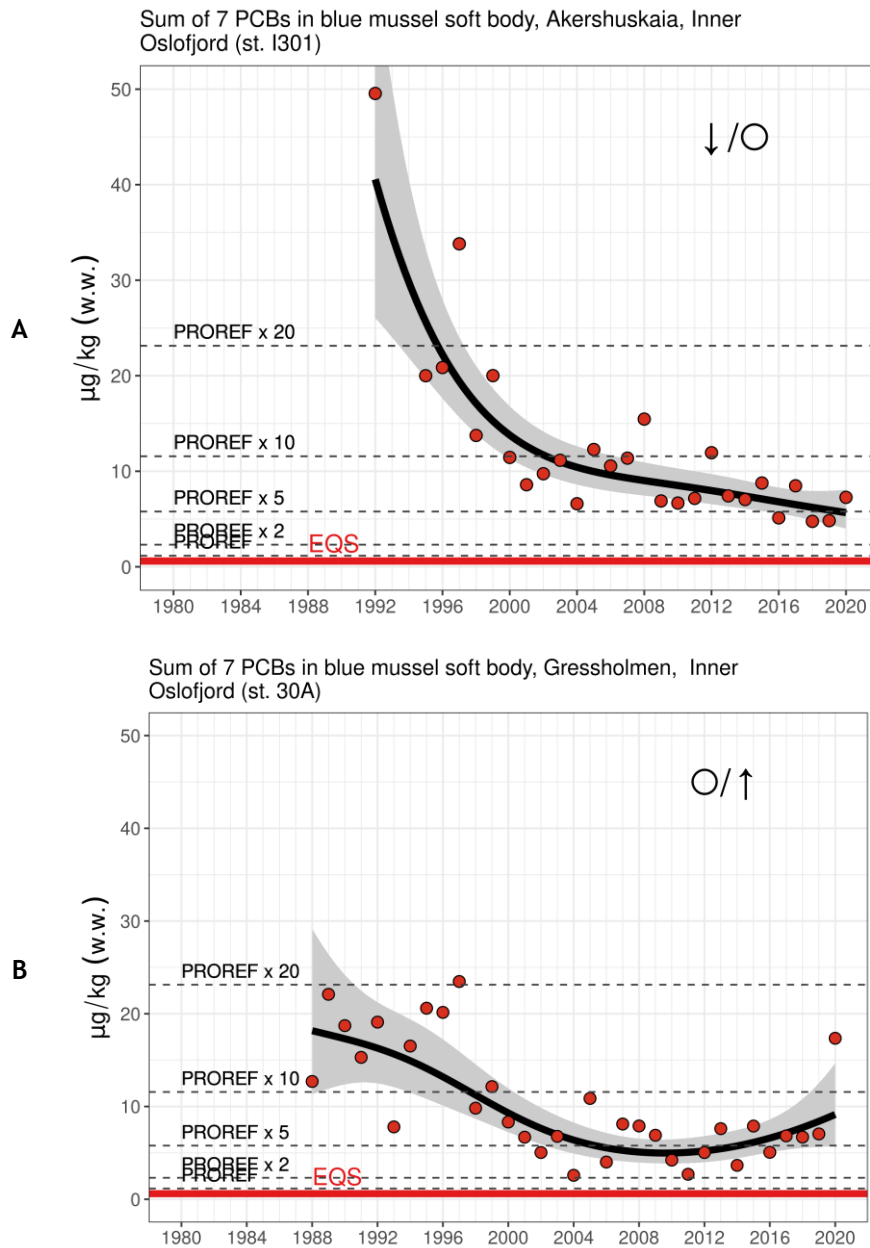 Sum of 7 PCBs in blue mussel soft body, Akershuskaia, Inner
Oslofjord (st. I301)
A
µg/kg (w.w.)
50
40
30
20
10
0
↓/○
PROREF x 20
PROREF x 10
PROREF x 5
PROREF x 2
PROREF
EQS
1980 1984 1988 1992 1996 2000 2004 2008 2012 2016 2020
Sum of 7 PCBs in blue mussel soft body, Gressholmen, Inner
Oslofjord (st. 30A)
B
µg/kg (w.w.)
50
40
30
20
10
0
○/↑
PROREF x 20
PROREF x 10
PROREF x 5
PROREF x 2
PROREF
EQS
1980 1984 1988 1992 1996 2000 2004 2008 2012 2016 2020